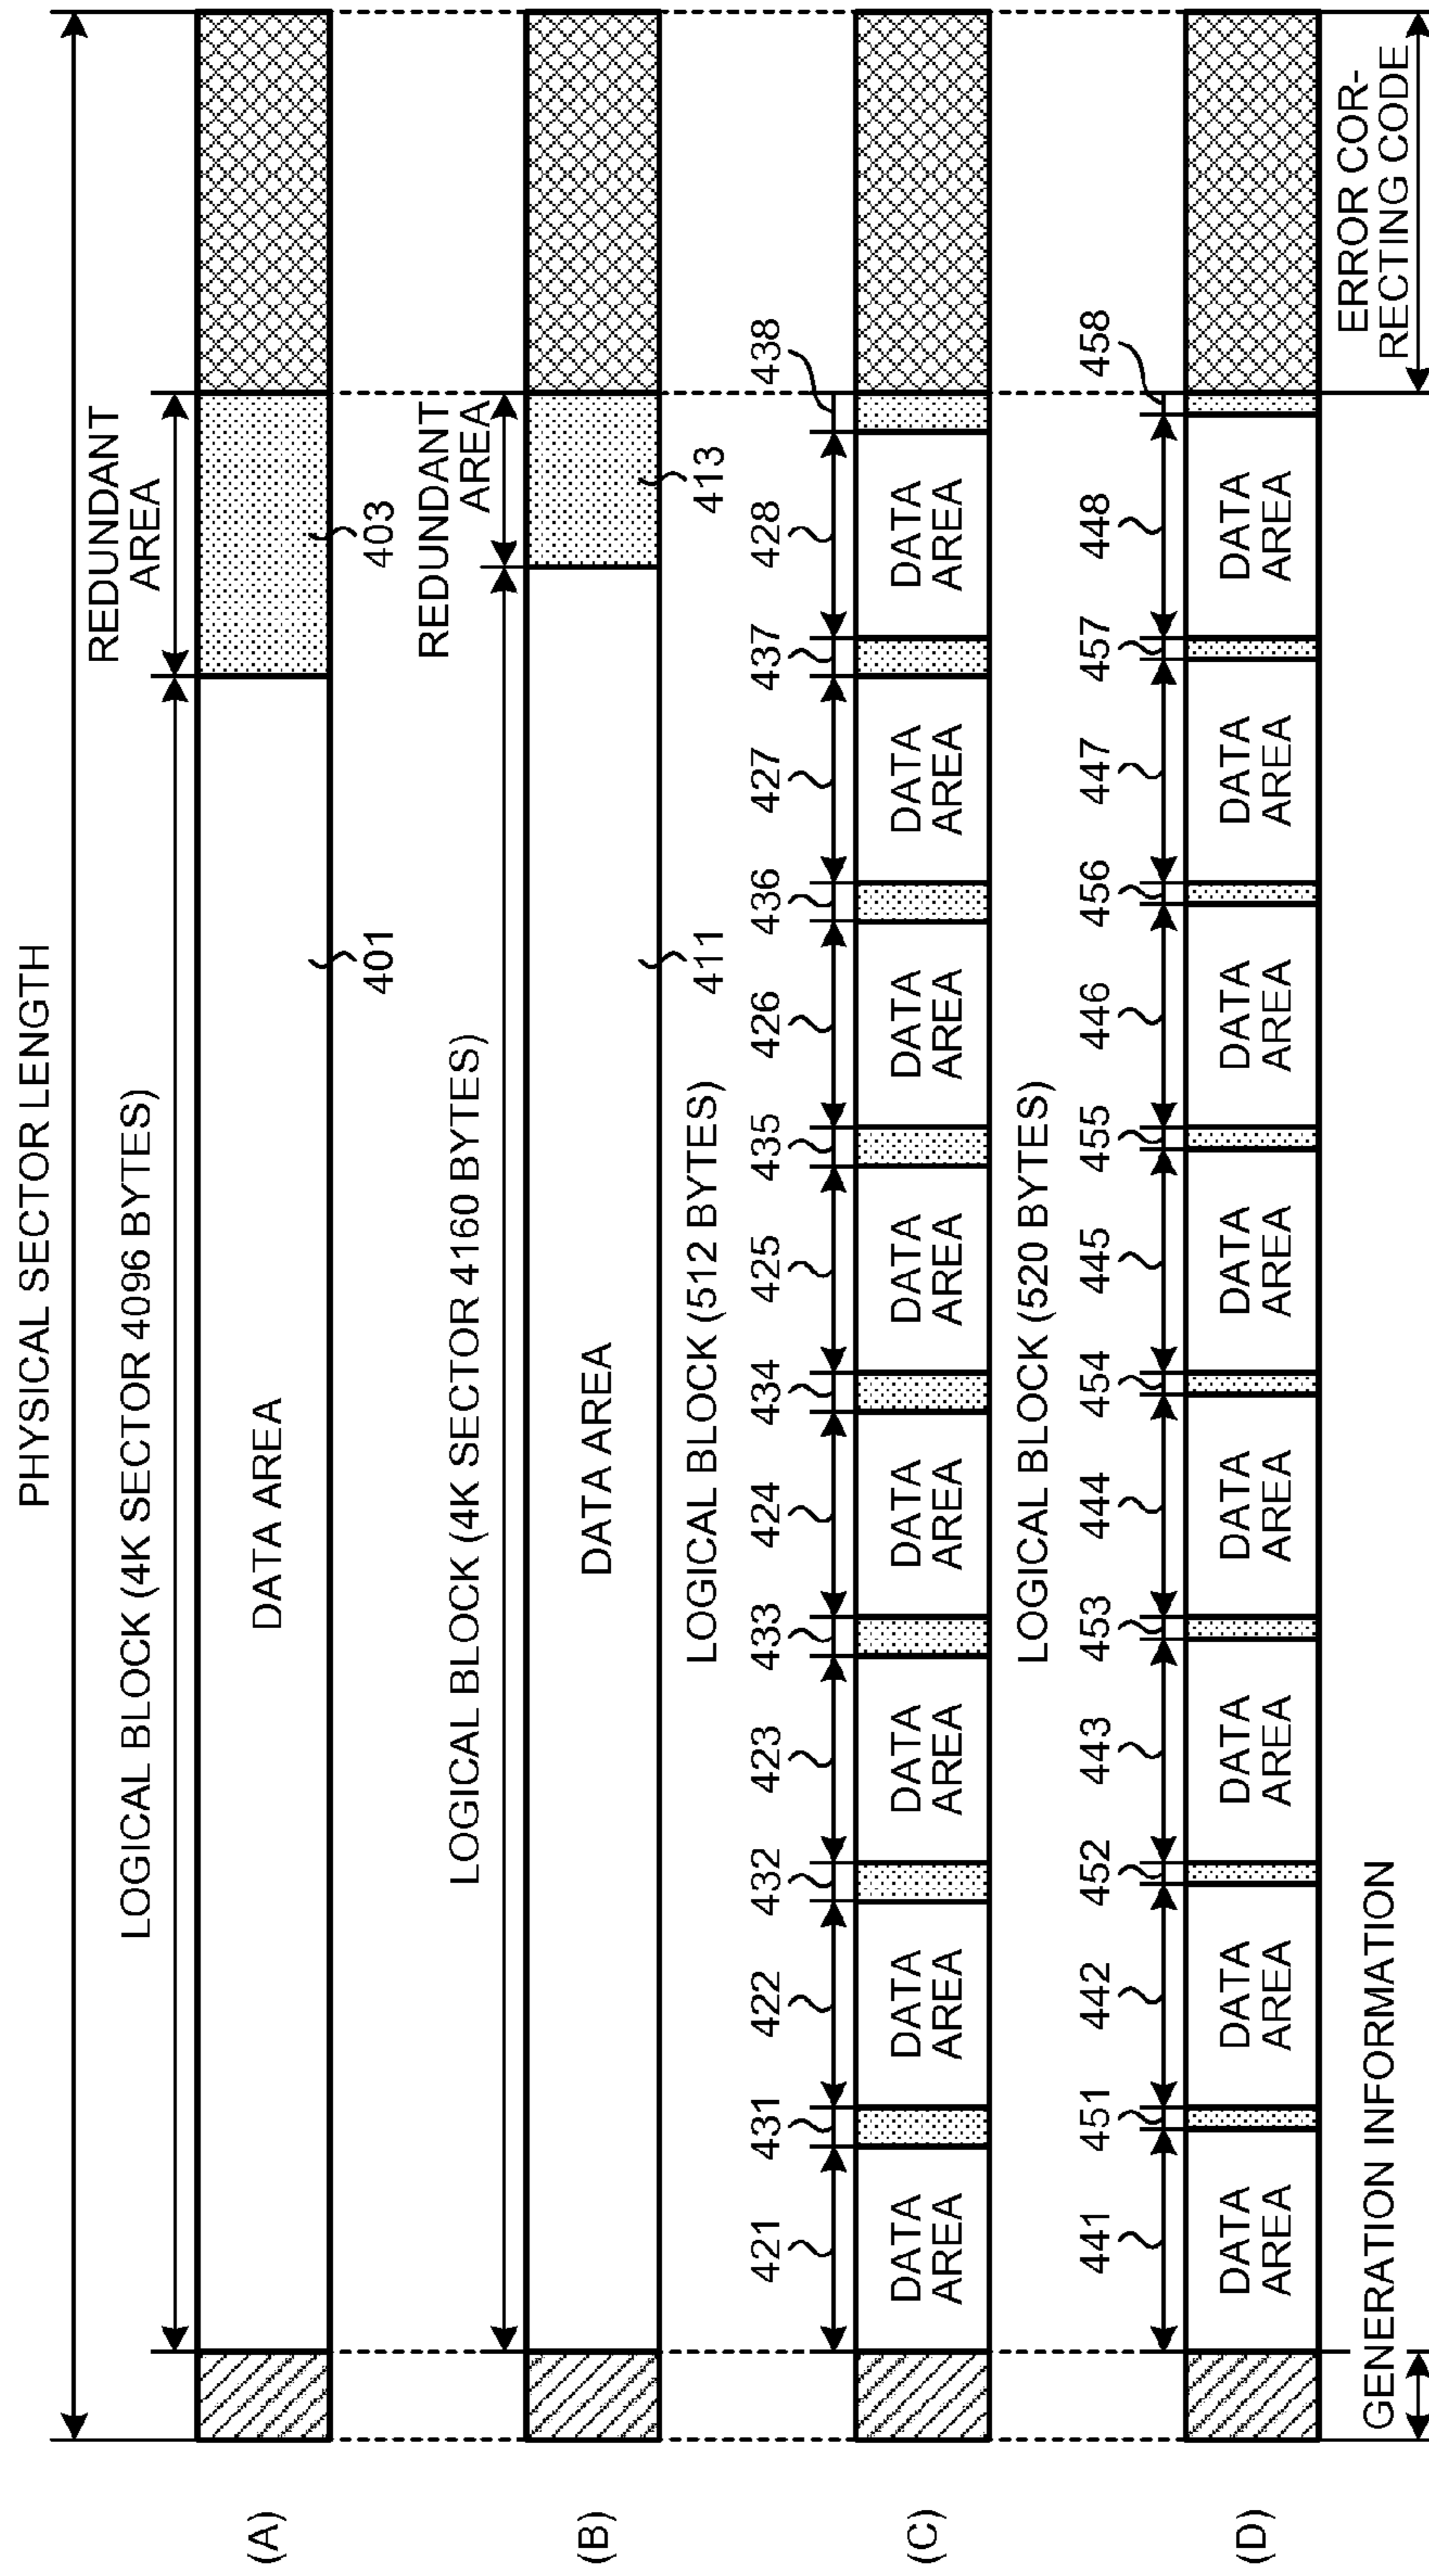 PHYSICAL SECTOR LENGTH
LOGICAL BLOCK (4K SECTOR 4096 BYTES)
REDUNDANT
AREA
(A)
DATA AREA
401
403
LOGICAL BLOCK (4K SECTOR 4160 BYTES)
REDUNDANT
AREA
(B)
DATA AREA
411
413
LOGICAL BLOCK (512 BYTES)
421 431 422 432 423 433 424 434 425 435 426 436 427 437 428 438
(C)
DATA DATA DATA DATA DATA DATA DATA DATA
AREA AREA AREA AREA AREA AREA AREA AREA
LOGICAL BLOCK (520 BYTES)
441 451 442 452 443 453 444 454 445 455 446 456 447 457 448 458
(D)
DATA DATA DATA DATA DATA DATA DATA DATA
AREA AREA AREA AREA AREA AREA AREA AREA
GENERATION INFORMATION
ERROR COR-
RECTING CODE